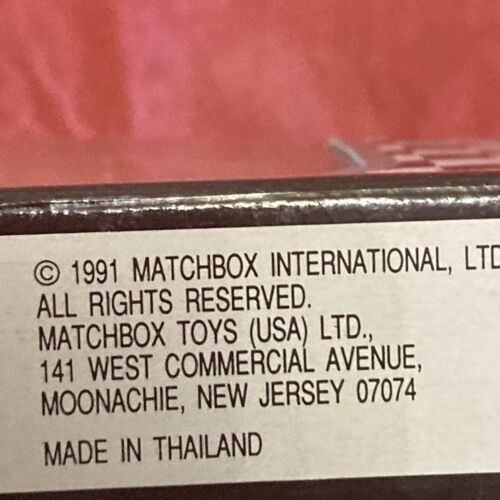 © 1991 MATCHBOX INTERNATIONAL, LTD
ALL RIGHTS RESERVED.
MATCHBOX TOYS (USA) LTD.,
141 WEST COMMERCIAL AVENUE,
MOONACHIE, NEW JERSEY 07074
MADE IN THAILAND